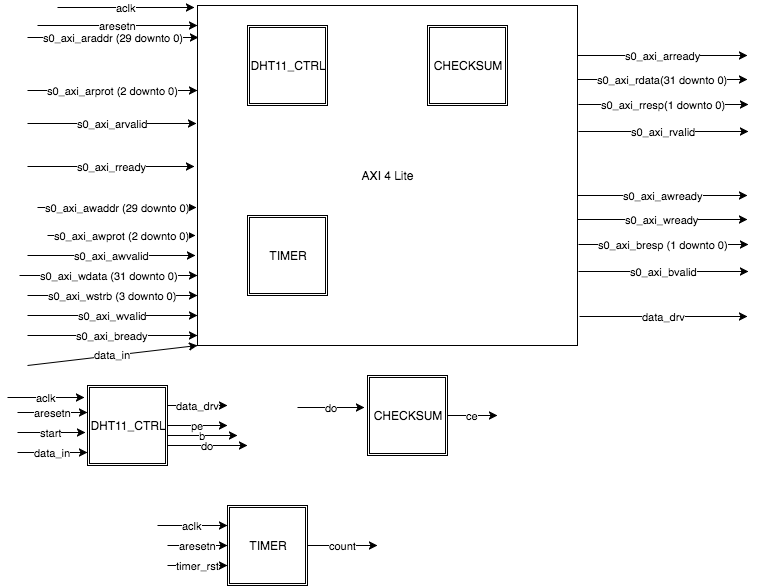 aclk
aresetn
s0_axi_araddr (29 downto 0)
s0_axi_arprot (2 downto 0)
s0_axi_arvalid
s0_axi_rready
s0_axi_awaddr (29 downto 0)
s0_axi_awprot (2 downto 0)
s0_axi_awvalid
s0_axi_wdata (31 downto 0)
s0_axi_wstrb (3 downto 0)
s0_axi_wvalid
s0_axi_bready
data_in
DHT11_CTRL
CHECKSUM
AXI 4 Lite
TIMER
s0_axi_arready
s0_axi_rdata(31 downto 0)
s0_axi_rresp(1 downto 0)
s0_axi_rvalid
s0_axi_awready
s0_axi_wready
s0_axi_bresp (1 downto 0)
s0_axi_bvalid
data_drv
aclk
aresetn
start
data_in
DHT11_CTRL
data_drv
pe
b
do
do
CHECKSUM
ce
aclk
aresetn
timer_rst
TIMER
count